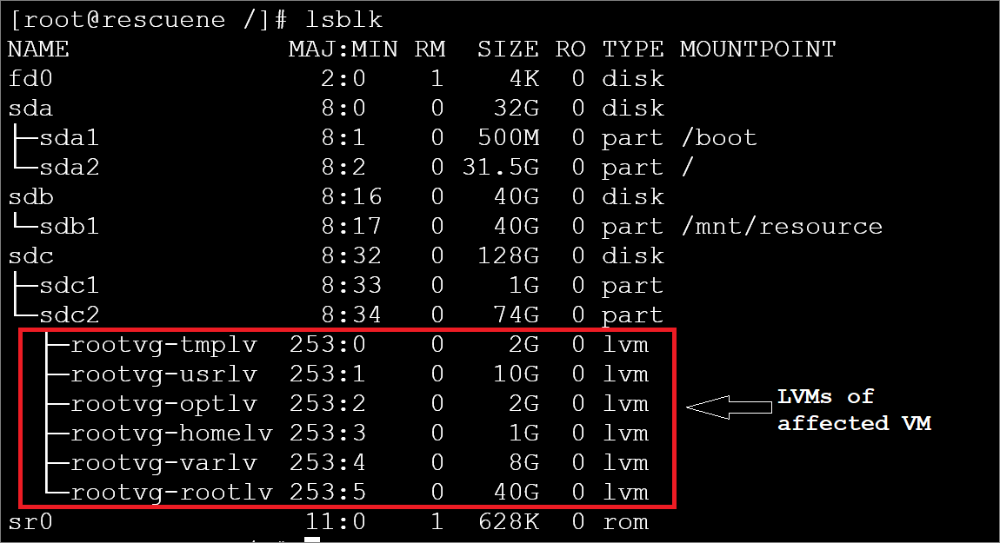 [root@rescuene /]# lsblk
NAME MAJ:MIN RM SIZE RO TYPE MOUNTPOINT
fd0 2:0 1 4K 0 disk
sda 8:0 0 32G 0 disk
├─sda1 8:1 0 500M 0 part /boot
└─sda2 8:2 0 31.5G 0 part /
sdb 8:16 0 40G 0 disk
└─sdb1 8:17 0 40G 0 part /mnt/resource
sdc 8:32 0 128G 0 disk
├─sdc1 8:33 0 1G 0 part
└─sdc2 8:34 0 74G 0 part
├─rootvg-tmplv 253:0 0 2G 0 lvm
├─rootvg-usrlv 253:1 0 10G 0 lvm
├─rootvg-optlv 253:2 0 2G 0 lvm
├─rootvg-homelv 253:3 0 1G 0 lvm
├─rootvg-varlv 253:4 0 8G 0 lvm
└─rootvg-rootlv 253:5 0 40G 0 lvm
sr0 11:0 1 628K 0 rom
LVMs of
affected VM